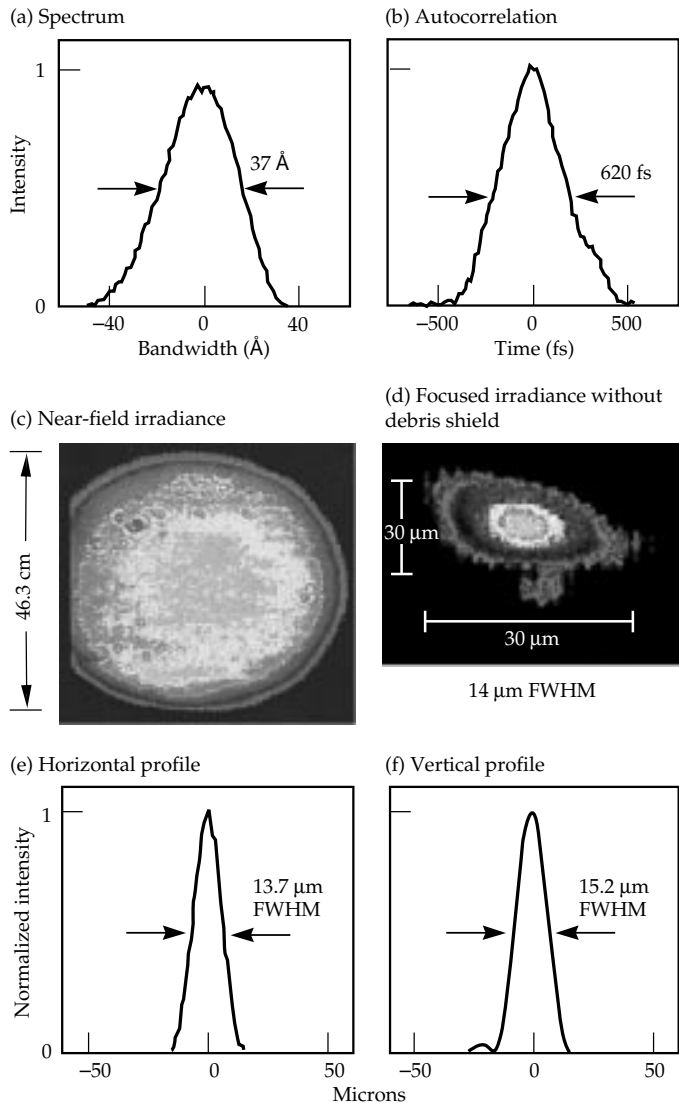 (a) Spectrum
1
Intensity
37 Å
0
−40
0
40
Bandwidth (Å)
(b) Autocorrelation
620 fs
−500
0
500
Time (fs)
(c) Near-field irradiance
46.3 cm
(d) Focused irradiance without
debris shield
30 µm
30 µm
14 µm FWHM
(e) Horizontal profile
1
Normalized intensity
13.7 µm
FWHM
0
−50
0
50
(f) Vertical profile
15.2 µm
FWHM
−50
0
50
Microns